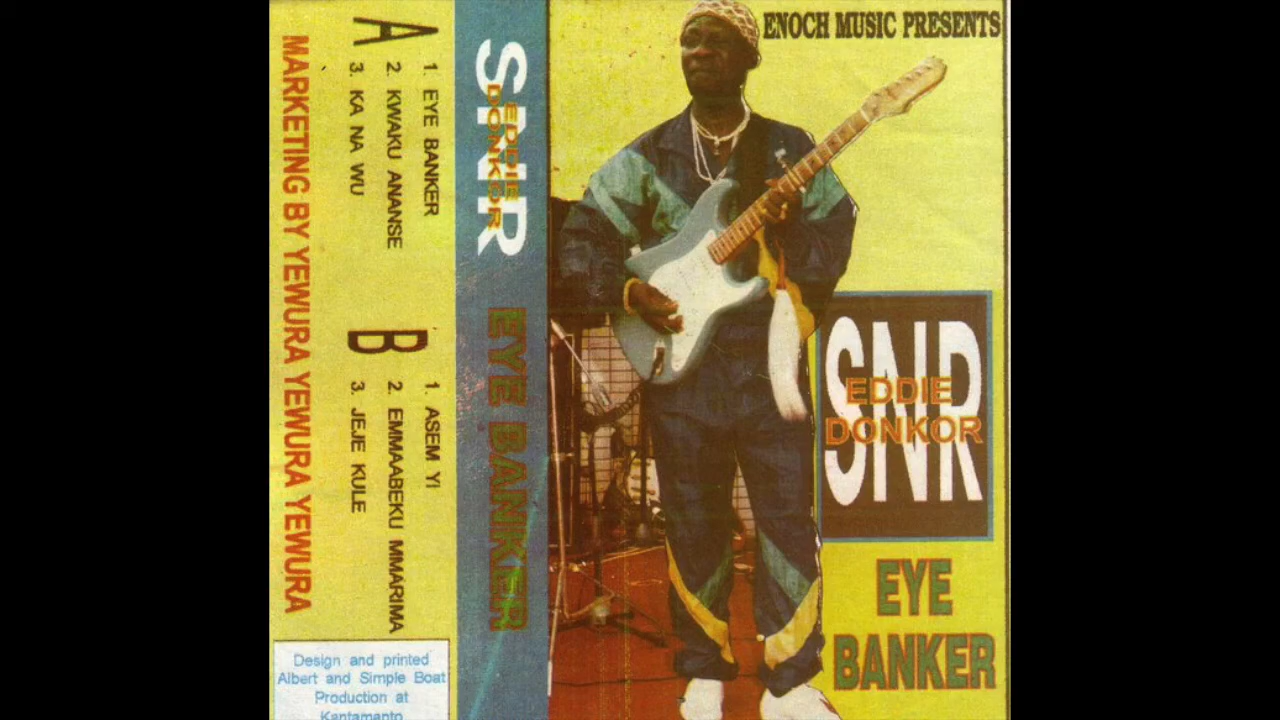 A
1. EYE BANKER
2. KWAKU ANANSE
3. KA NA WU
B
1. ASEM YI
2. EMMAABEKU MMARIMA
3. JEJE KULE
MARKETING BY YEWURA YEWURA YEWURA
Design and printed
Albert and Simple Boat
Production at
Kantamanto
SNR
EDDIE
DONKOR
EYE BANKER
ENOCH MUSIC PRESENTS
SNR
EDDIE
DONKOR
EYE
BANKER